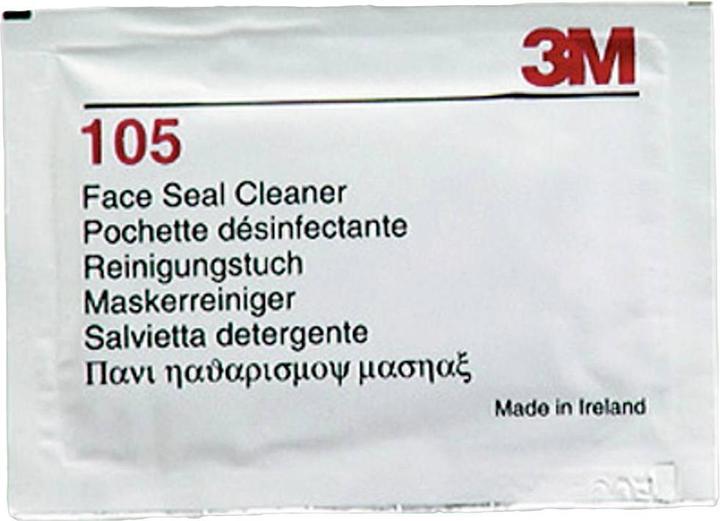 3M
105
Face Seal Cleaner
Pochette désinfectante
Reinigungstuch
Maskerreiniger
Salvietta detergente
Πανι ηαϑαρισμοψ μασηαξ
Made in Ireland